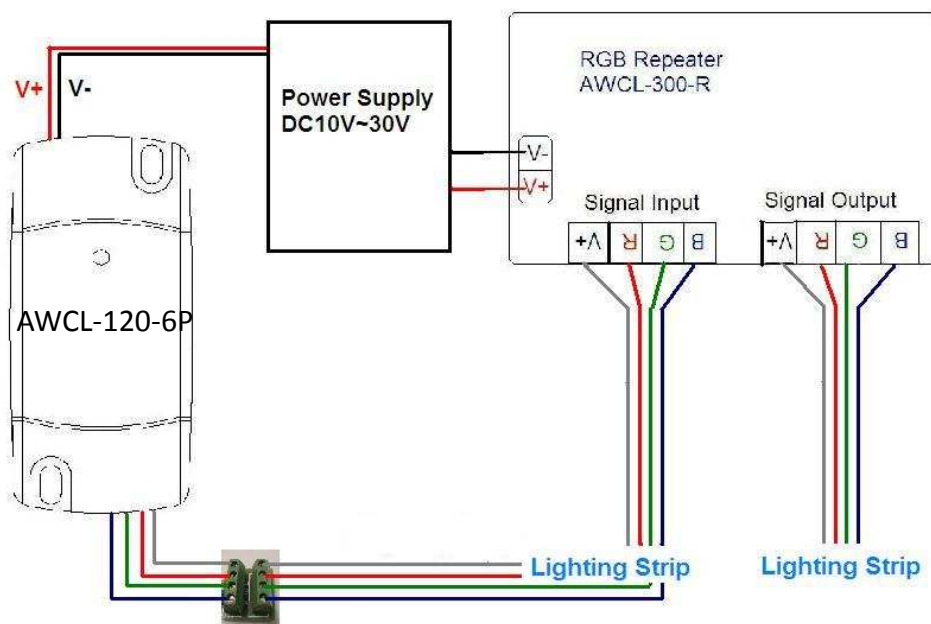 V+
V-
Power Supply
DC10V~30V
RGB Repeater
AWCL-300-R
V-
V+
Signal Input
Signal Output
V+ R G B
V+ R G B
AWCL-120-6P
Lighting Strip
Lighting Strip